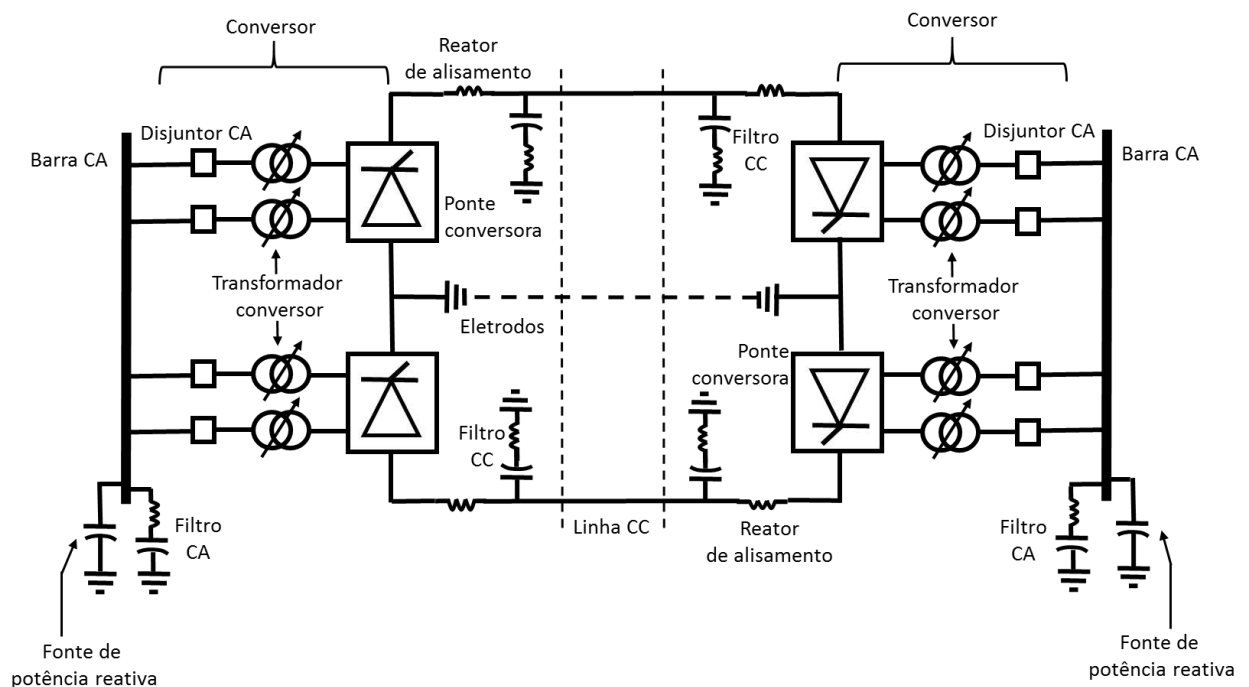 Conversor
Conversor
Reator
de alisamento
Disjuntor CA
Filtro
CC
Disjuntor CA
Barra CA
Barra CA
Ponte
conversora
Transformador
conversor
Eletrodos
Transformador
conversor
Ponte
conversora
Filtro
CC
Filtro
CA
Linha CC
Reator
de alisamento
Filtro
CA
Fonte de
potência reativa
Fonte de
potência reativa